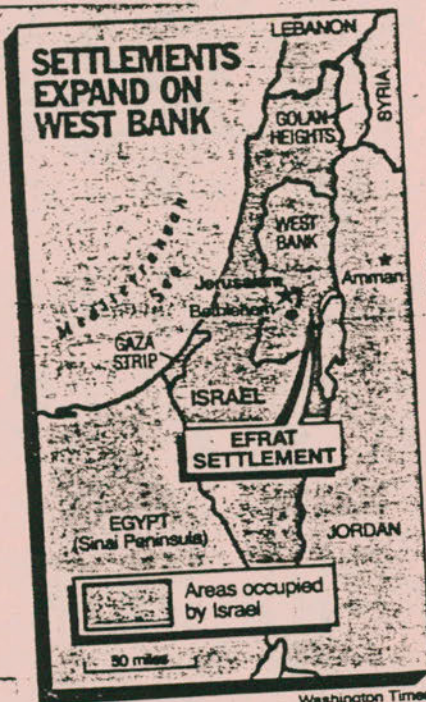 SETTLEMENTS
EXPAND ON
WEST BANK
LEBANON
SYRIA
GOLAN
HEIGHTS
WEST
BANK
Mediterranean
Sea
Jerusalem
Amman
Bethlehem
GAZA
STRIP
ISRAEL
EFRAT
SETTLEMENT
EGYPT
(Sinai Peninsula)
JORDAN
Areas occupied
by Israel
50 miles
Washington Times